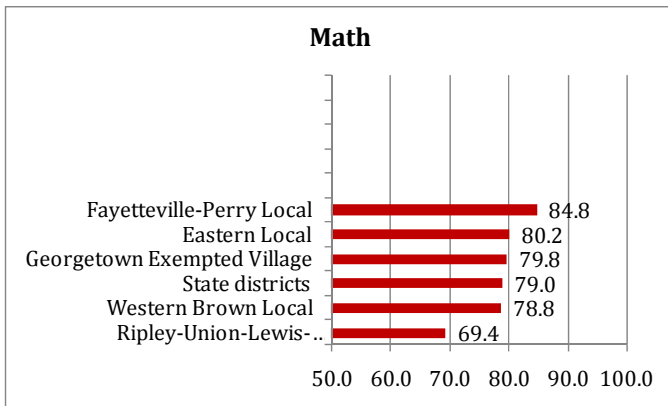 Math
Fayetteville-Perry Local 84.8
Eastern Local 80.2
Georgetown Exempted Village 79.8
State districts 79.0
Western Brown Local 78.8
Ripley-Union-Lewis-.. 69.4
50.0 60.0 70.0 80.0 90.0 100.0